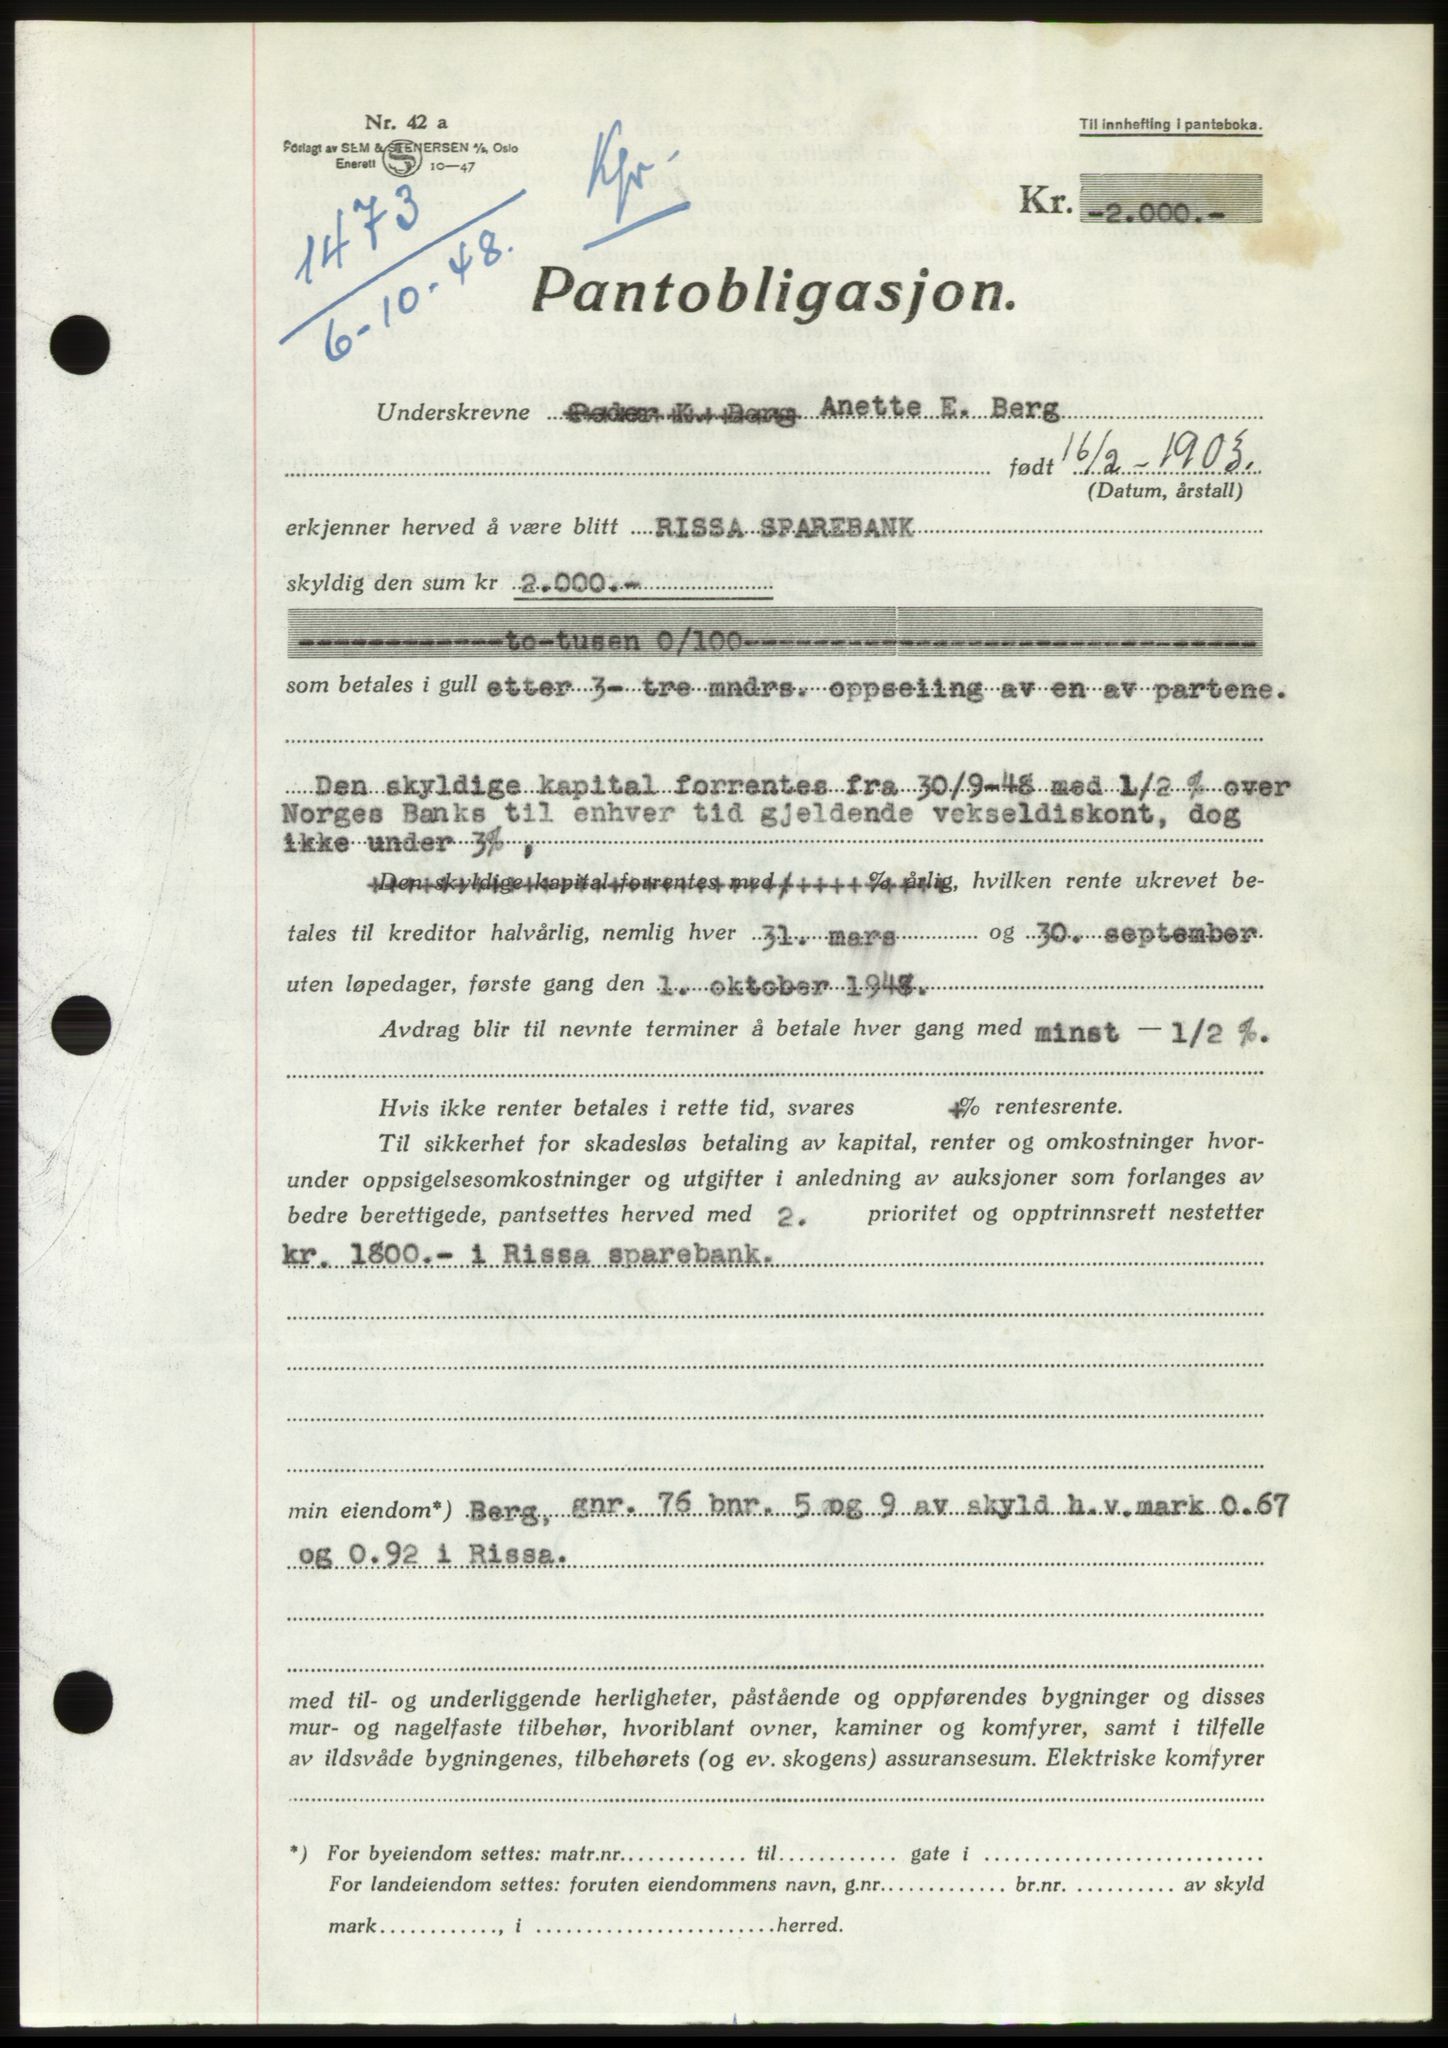 Nr. 42 a
Forlagt av SEM & STENERSEN A/S, Oslo
Enerett 10—47
Til innhefting i panteboka.
1473
6-10-48.
Kr. -2.000.-
Pantobligasjon.
Underskrevne Peder K. Berg Anette E. Berg
født 16/2-1903.
(Datum, årstall)
erkjenner herved å være blitt RISSA SPAREBANK
skyldig den sum kr 2.000.-
to-tusen 0/100
som betales i gull etter 3- tre mndrs. oppseiing av en av partene.
Den skyldige kapital forrentes fra 30/9-48 med 1/2 % over
Norges Banks til enhver tid gjeldende vekseldiskont, dog
ikke under 3%,
Den skyldige kapital forrentes med % årlig, hvilken rente ukrevet be-
tales til kreditor halvårlig, nemlig hver 31. mars og 30. september
uten løpedager, første gang den 1. oktober 1948.
Avdrag blir til nevnte terminer å betale hver gang med minst — 1/2 %.
Hvis ikke renter betales i rette tid, svares % rentesrente.
Til sikkerhet for skadesløs betaling av kapital, renter og omkostninger hvor-
under oppsigelsesomkostninger og utgifter i anledning av auksjoner som forlanges av
bedre berettigede, pantsettes herved med 2. prioritet og opptrinnsrett nestetter
kr. 1800.- i Rissa sparebank.
min eiendom*) Berg, gnr. 76 bnr. 5 og 9 av skyld h.v.mark 0.67
og 0.92 i Rissa.
med til- og underliggende herligheter, påstående og oppførendes bygninger og disses
mur- og nagelfaste tilbehør, hvoriblant ovner, kaminer og komfyrer, samt i tilfelle
av ildsvåde bygningenes, tilbehørets (og ev. skogens) assuransesum. Elektriske komfyrer
*) For byeiendom settes: matr.nr............. til............ gate i ............................
For landeiendom settes: foruten eiendommens navn, g.nr............. br.nr. .......... av skyld
mark............, i ........................herred.